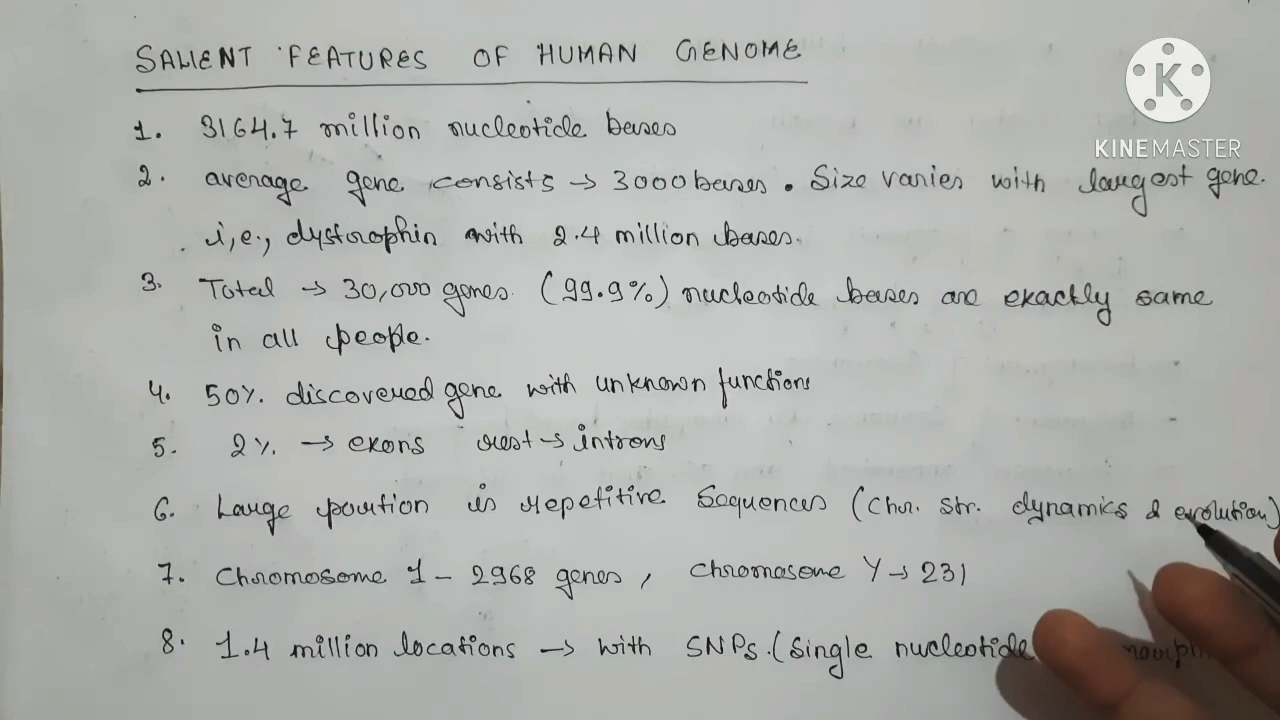 SALIENT FEATURES OF HUMAN GENOME
K
KINEMASTER
1. 3164.7 million nucleotide bases
2. average gene consists → 3000 bases. Size varies with largest gene.
i,e., dystrophin with 2.4 million bases.
3. Total → 30,000 genes. (99.9%) nucleotide bases are exactly same
in all people.
4. 50% discovered gene with unknown functions
5. 2% → exons rest → introns
6. Large portion is repetitive sequences (Chr. str. dynamics & evolution)
7. Chromosome 1 - 2968 genes, chromosome Y → 231
8. 1.4 million locations → with SNPs. (Single nucleotide